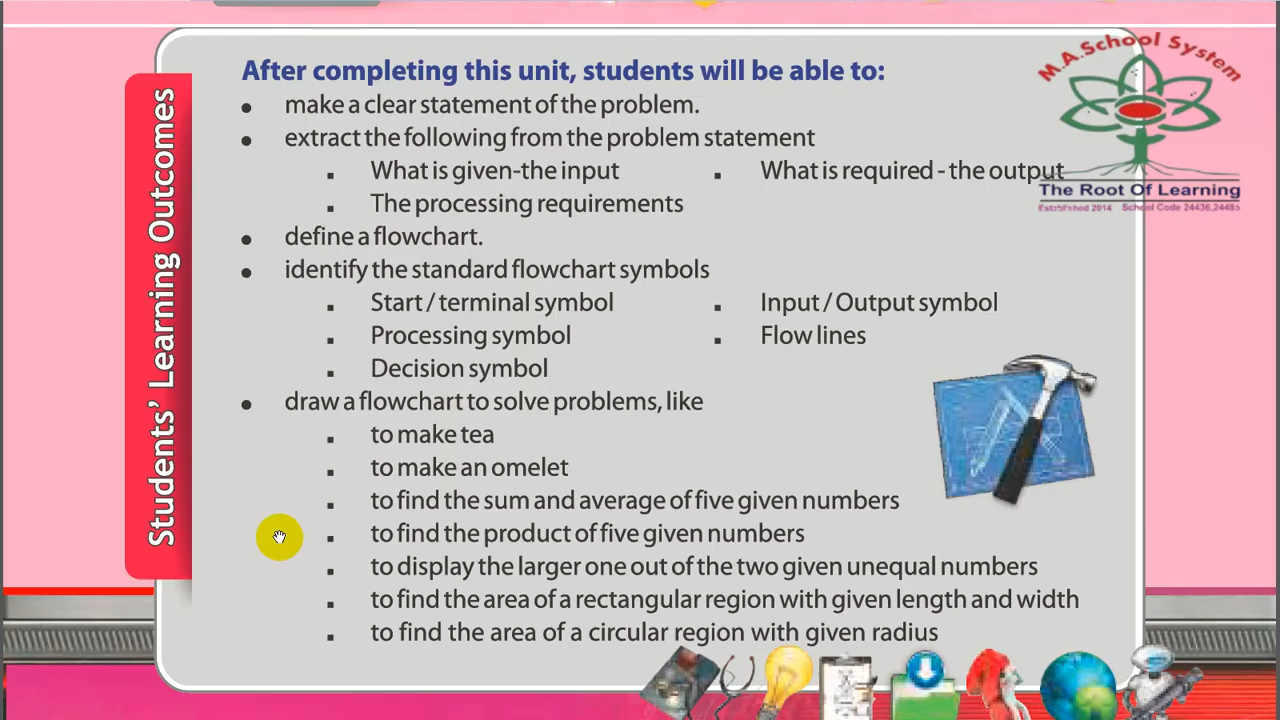 After completing this unit, students will be able to:
• make a clear statement of the problem.
• extract the following from the problem statement
▪ What is given-the input ▪ What is required - the output
▪ The processing requirements
• define a flowchart.
• identify the standard flowchart symbols
▪ Start / terminal symbol ▪ Input / Output symbol
▪ Processing symbol ▪ Flow lines
▪ Decision symbol
• draw a flowchart to solve problems, like
▪ to make tea
▪ to make an omelet
▪ to find the sum and average of five given numbers
▪ to find the product of five given numbers
▪ to display the larger one out of the two given unequal numbers
▪ to find the area of a rectangular region with given length and width
▪ to find the area of a circular region with given radius
Students' Learning Outcomes
M.A.School System
The Root Of Learning
Established 2014 School Code 24436,24485